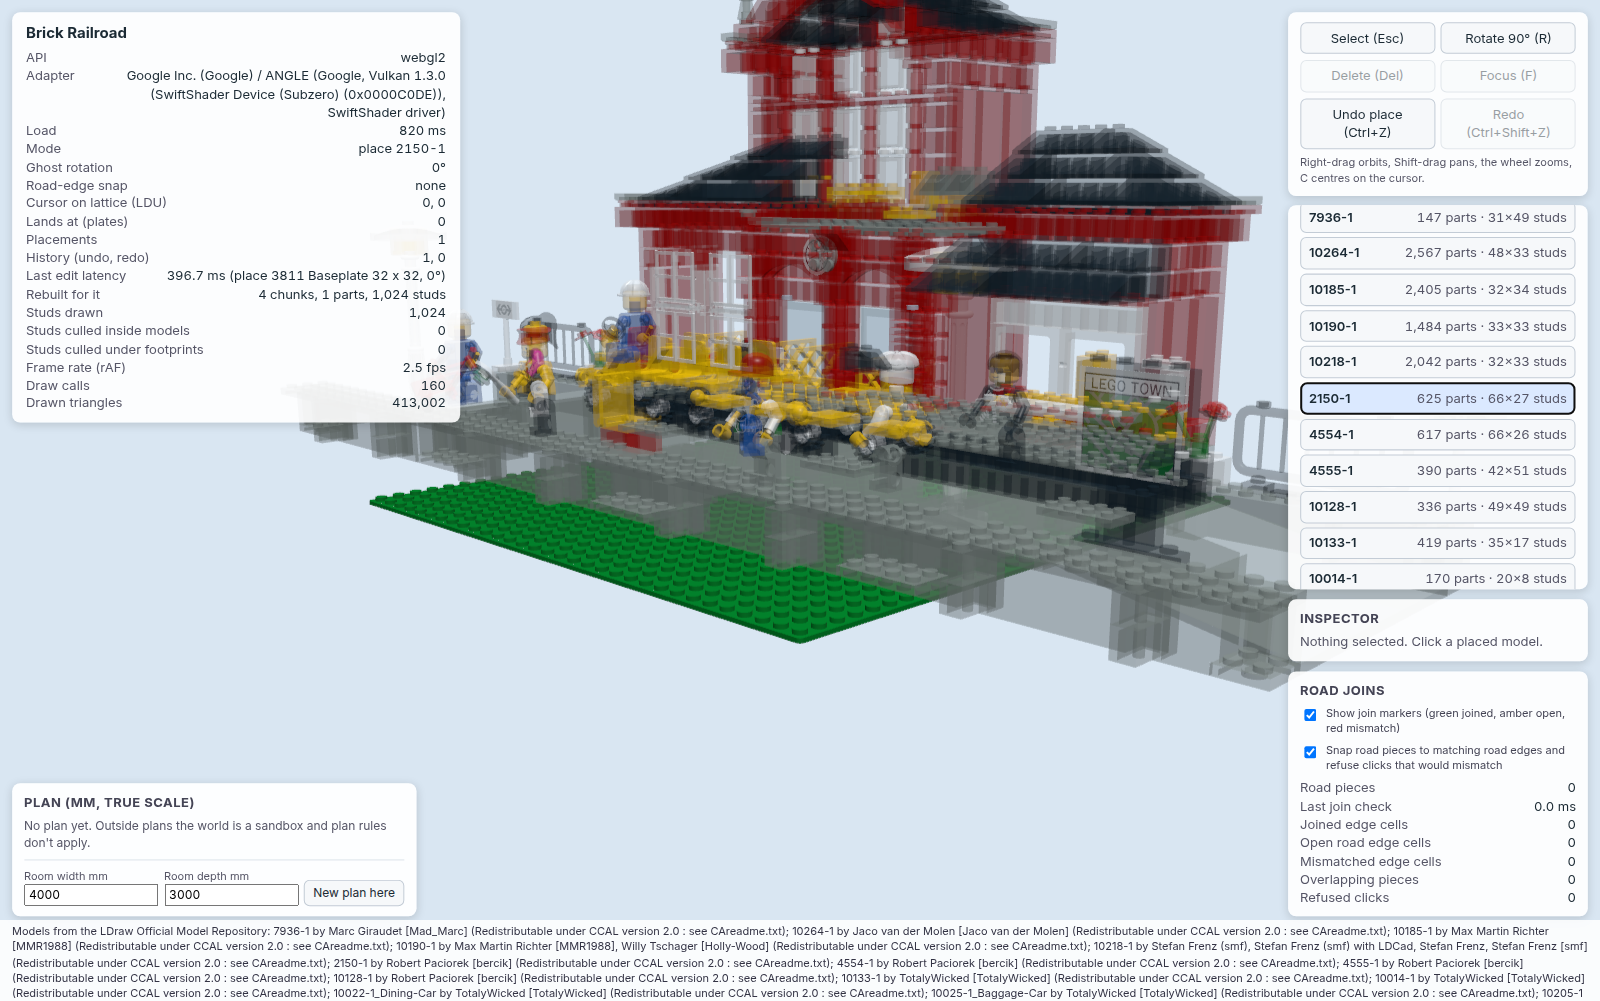 Brick Railroad
API webgl2
Adapter Google Inc. (Google) / ANGLE (Google, Vulkan 1.3.0
(SwiftShader Device (Subzero) (0x0000C0DE)),
SwiftShader driver)
Load 820 ms
Mode place 2150-1
Ghost rotation 0°
Road-edge snap none
Cursor on lattice (LDU) 0, 0
Lands at (plates) 0
Placements 1
History (undo, redo) 1, 0
Last edit latency 396.7 ms (place 3811 Baseplate 32 x 32, 0°)
Rebuilt for it 4 chunks, 1 parts, 1,024 studs
Studs drawn 1,024
Studs culled inside models 0
Studs culled under footprints 0
Frame rate (rAF) 2.5 fps
Draw calls 160
Drawn triangles 413,002
LEGO TOWN
Select (Esc) Rotate 90° (R)
Delete (Del) Focus (F)
Undo place
(Ctrl+Z)
Redo
(Ctrl+Shift+Z)
Right-drag orbits, Shift-drag pans, the wheel zooms,
C centres on the cursor.
7936-1 147 parts · 31×49 studs
10264-1 2,567 parts · 48×33 studs
10185-1 2,405 parts · 32×34 studs
10190-1 1,484 parts · 33×33 studs
10218-1 2,042 parts · 32×33 studs
2150-1 625 parts · 66×27 studs
4554-1 617 parts · 66×26 studs
4555-1 390 parts · 42×51 studs
10128-1 336 parts · 49×49 studs
10133-1 419 parts · 35×17 studs
10014-1 170 parts · 20×8 studs
INSPECTOR
Nothing selected. Click a placed model.
ROAD JOINS
Show join markers (green joined, amber open,
red mismatch)
Snap road pieces to matching road edges and
refuse clicks that would mismatch
Road pieces 0
Last join check 0.0 ms
Joined edge cells 0
Open road edge cells 0
Mismatched edge cells 0
Overlapping pieces 0
Refused clicks 0
PLAN (MM, TRUE SCALE)
No plan yet. Outside plans the world is a sandbox and plan rules
don't apply.
Room width mm Room depth mm
4000 3000 New plan here
Models from the LDraw Official Model Repository: 7936-1 by Marc Giraudet [Mad_Marc] (Redistributable under CCAL version 2.0 : see CAreadme.txt); 10264-1 by Jaco van der Molen [Jaco van der Molen] (Redistributable under CCAL version 2.0 : see CAreadme.txt); 10185-1 by Max Martin Richter
[MMR1988] (Redistributable under CCAL version 2.0 : see CAreadme.txt); 10190-1 by Max Martin Richter [MMR1988], Willy Tschager [Holly-Wood] (Redistributable under CCAL version 2.0 : see CAreadme.txt); 10218-1 by Stefan Frenz (smf), Stefan Frenz (smf) with LDCad, Stefan Frenz, Stefan Frenz [smf]
(Redistributable under CCAL version 2.0 : see CAreadme.txt); 2150-1 by Robert Paciorek [bercik] (Redistributable under CCAL version 2.0 : see CAreadme.txt); 4554-1 by Robert Paciorek [bercik] (Redistributable under CCAL version 2.0 : see CAreadme.txt); 4555-1 by Robert Paciorek [bercik]
(Redistributable under CCAL version 2.0 : see CAreadme.txt); 10128-1 by Robert Paciorek [bercik] (Redistributable under CCAL version 2.0 : see CAreadme.txt); 10133-1 by TotalyWicked [TotalyWicked] (Redistributable under CCAL version 2.0 : see CAreadme.txt); 10014-1 by TotalyWicked [TotalyWicked]
(Redistributable under CCAL version 2.0 : see CAreadme.txt); 10022-1_Dining-Car by TotalyWicked [TotalyWicked] (Redistributable under CCAL version 2.0 : see CAreadme.txt); 10025-1_Baggage-Car by TotalyWicked [TotalyWicked] (Redistributable under CCAL version 2.0 : see CAreadme.txt); 10205-1